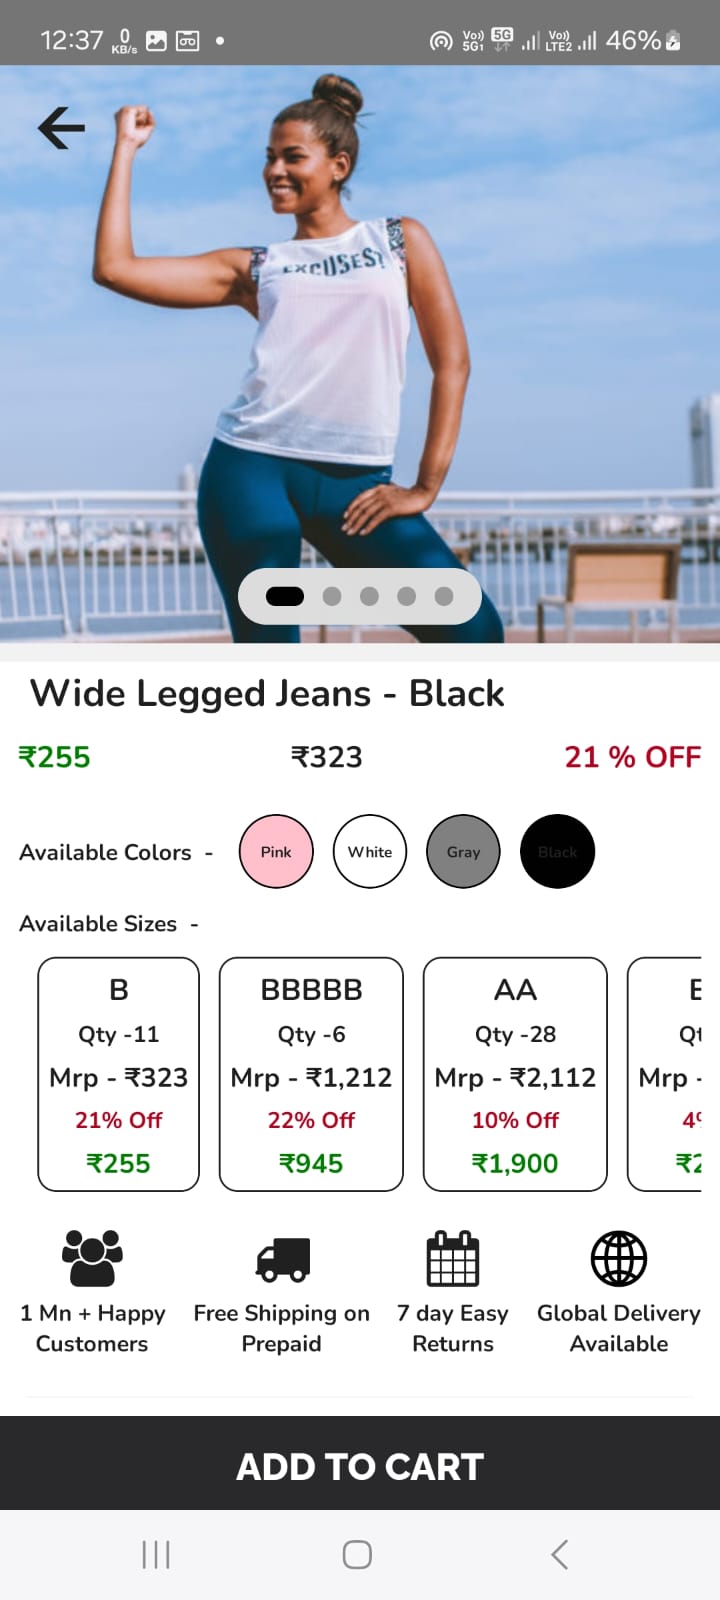 12:37 0 KB/s Vo)) 5G1 5G Vo)) LTE2 46%
EXCUSES?
Wide Legged Jeans - Black
₹255 ₹323 21 % OFF
Available Colors - Pink White Gray Black
Available Sizes -
B BBBBB AA
Qty -11 Qty -6 Qty -28 Qt
Mrp - ₹323 Mrp - ₹1,212 Mrp - ₹2,112 Mrp -
21% Off 22% Off 10% Off
₹255 ₹945 ₹1,900 ₹2
1 Mn + Happy Free Shipping on 7 day Easy Global Delivery
Customers Prepaid Returns Available
ADD TO CART